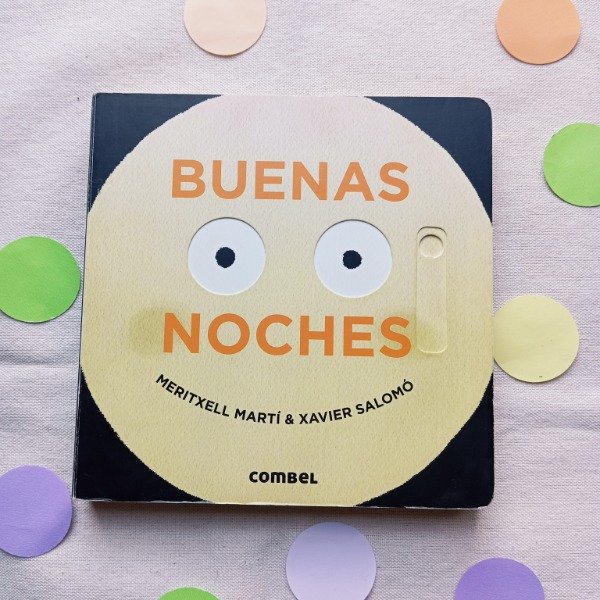 BUENAS
NOCHES
MERITXELL MARTÍ & XAVIER SALOMÓ
COMBEL